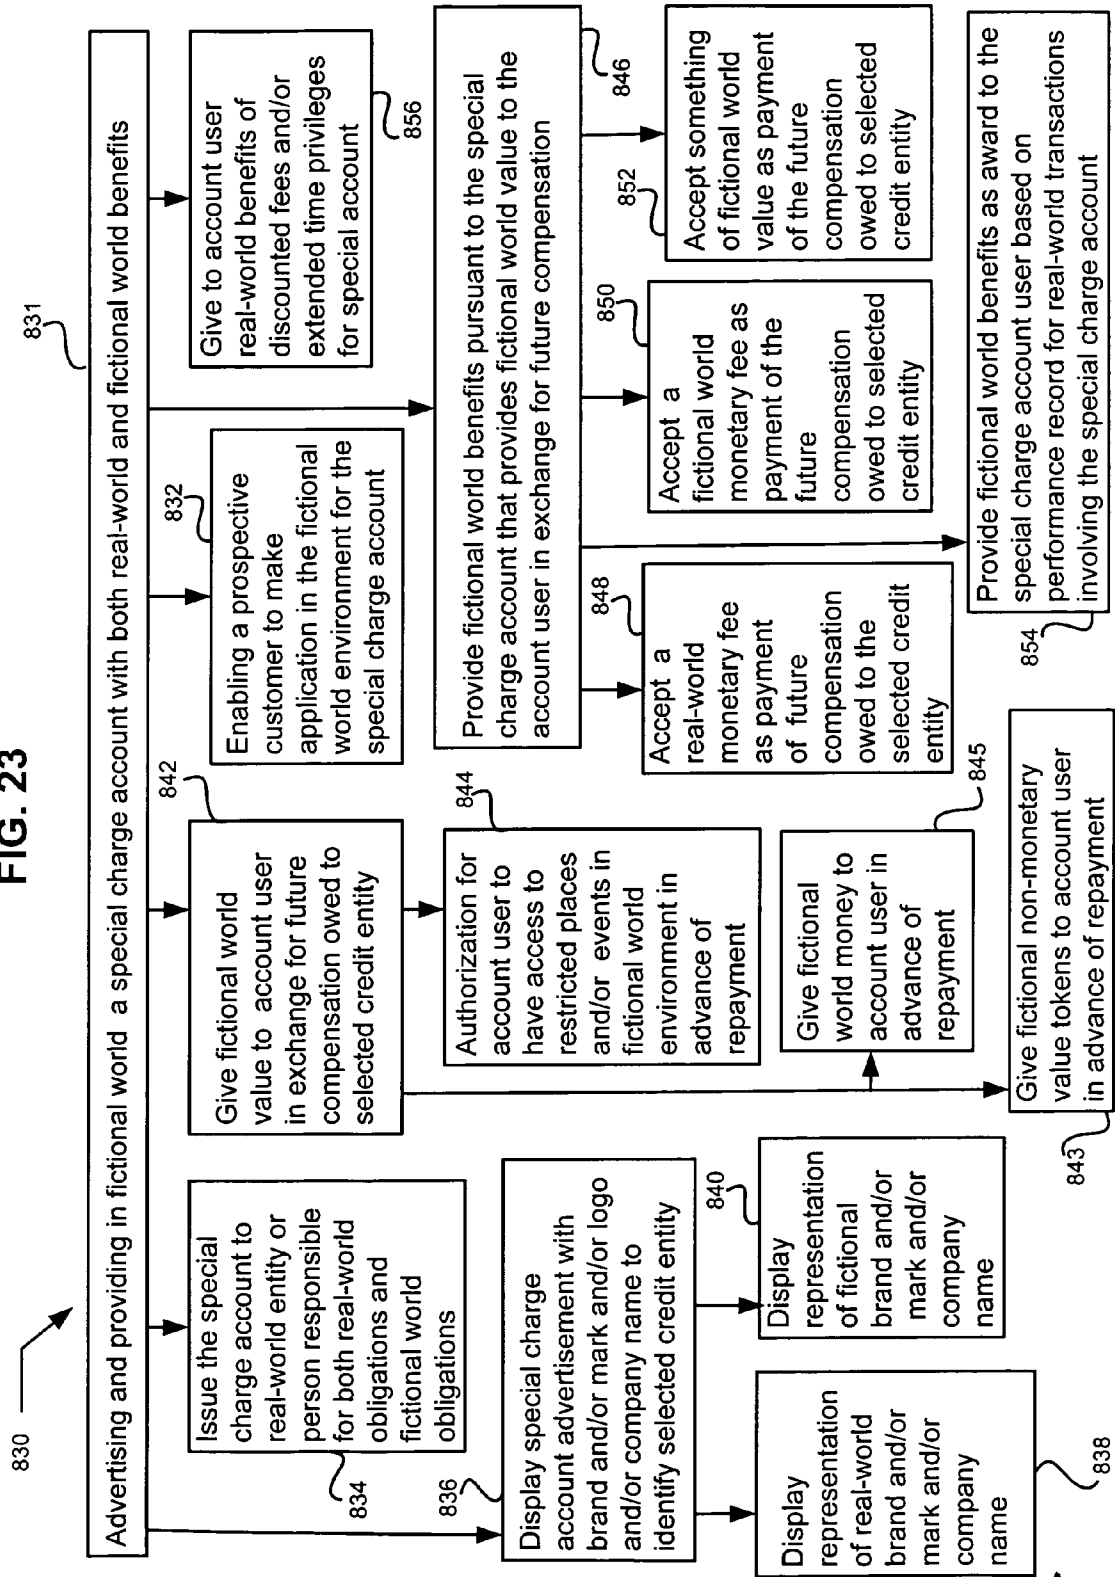 FIG. 23
830
831
Advertising and providing in fictional world a special charge account with both real-world and fictional world benefits
Issue the special
charge account to
real-world entity or
person responsible
for both real-world
obligations and
fictional world
obligations
834
842
Give fictional world
value to account user
in exchange for future
compensation owed to
selected credit entity
832
Enabling a prospective
customer to make
application in the fictional
world environment for the
special charge account
Give to account user
real-world benefits of
discounted fees and/or
extended time privileges
for special account
856
836
Display special charge
account advertisement with
brand and/or mark and/or logo
and/or company name to
identify selected credit entity
844
Authorization for
account user to
have access to
restricted places
and/or events in
fictional world
environment in
advance of
repayment
Provide fictional world benefits pursuant to the special
charge account that provides fictional world value to the
account user in exchange for future compensation
846
Display
representation
of real-world
brand and/or
mark and/or
company
name
838
840
Display
representation
of fictional
brand and/or
mark and/or
company
name
Give fictional
world money to
account user in
advance of
repayment
845
848
Accept a
real-world
monetary fee
as payment
of future
compensation
owed to the
selected credit
entity
850
Accept a
fictional world
monetary fee as
payment of the
future
compensation
owed to selected
credit entity
852
Accept something
of fictional world
value as payment
of the future
compensation
owed to selected
credit entity
843
Give fictional non-monetary
value tokens to account user
in advance of repayment
854
Provide fictional world benefits as award to the
special charge account user based on
performance record for real-world transactions
involving the special charge account